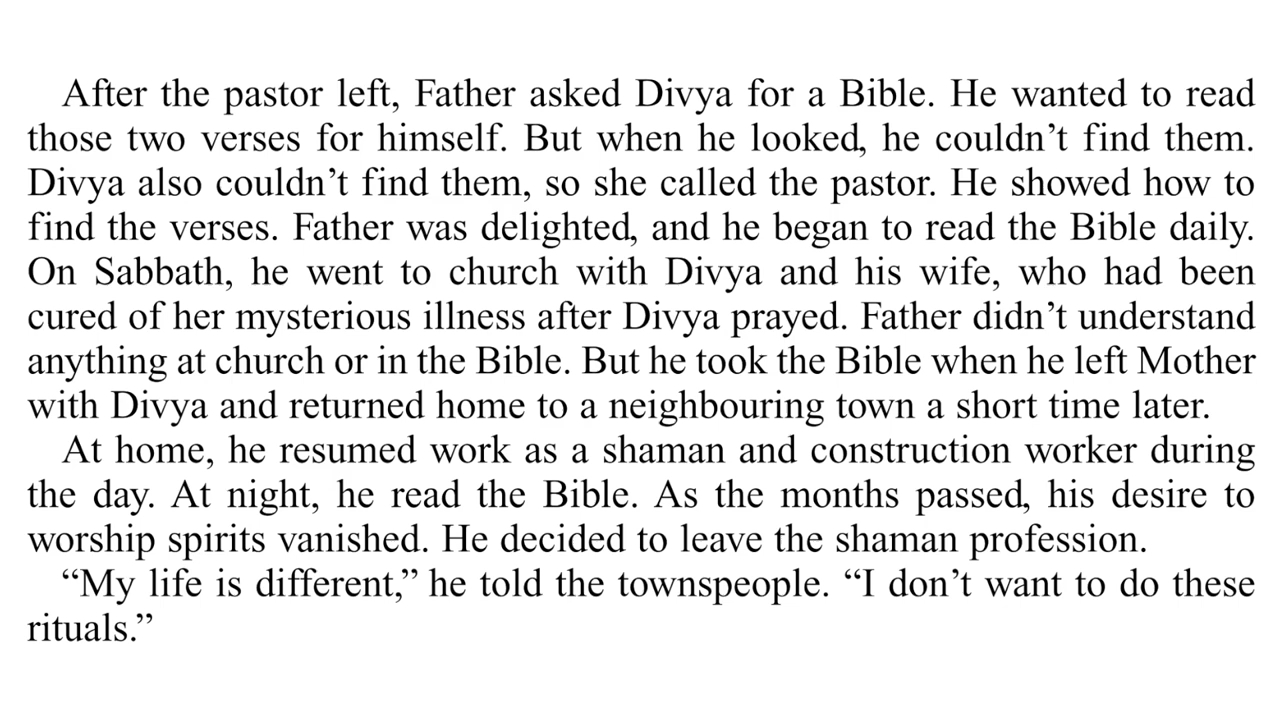 After the pastor left, Father asked Divya for a Bible. He wanted to read
those two verses for himself. But when he looked, he couldn’t find them.
Divya also couldn’t find them, so she called the pastor. He showed how to
find the verses. Father was delighted, and he began to read the Bible daily.
On Sabbath, he went to church with Divya and his wife, who had been
cured of her mysterious illness after Divya prayed. Father didn’t understand
anything at church or in the Bible. But he took the Bible when he left Mother
with Divya and returned home to a neighbouring town a short time later.
At home, he resumed work as a shaman and construction worker during
the day. At night, he read the Bible. As the months passed, his desire to
worship spirits vanished. He decided to leave the shaman profession.
“My life is different,” he told the townspeople. “I don’t want to do these
rituals.”